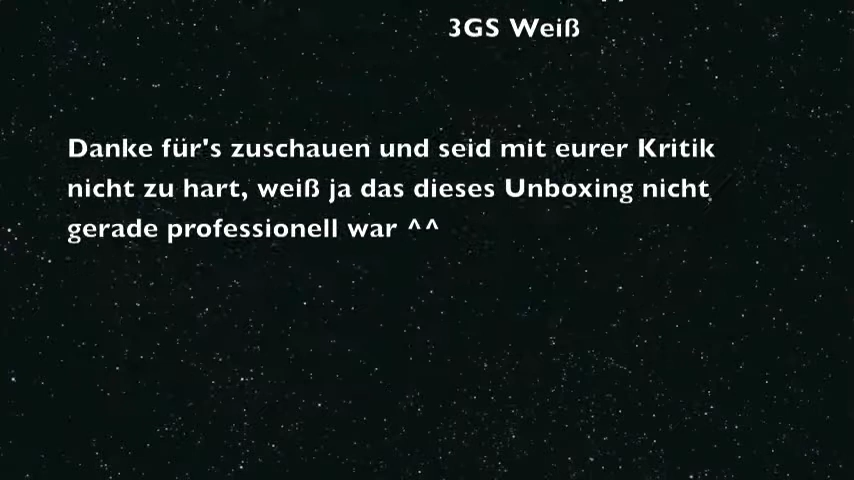 3GS Weiß
Danke für's zuschauen und seid mit eurer Kritik
nicht zu hart, weiß ja das dieses Unboxing nicht
gerade professionell war ^^